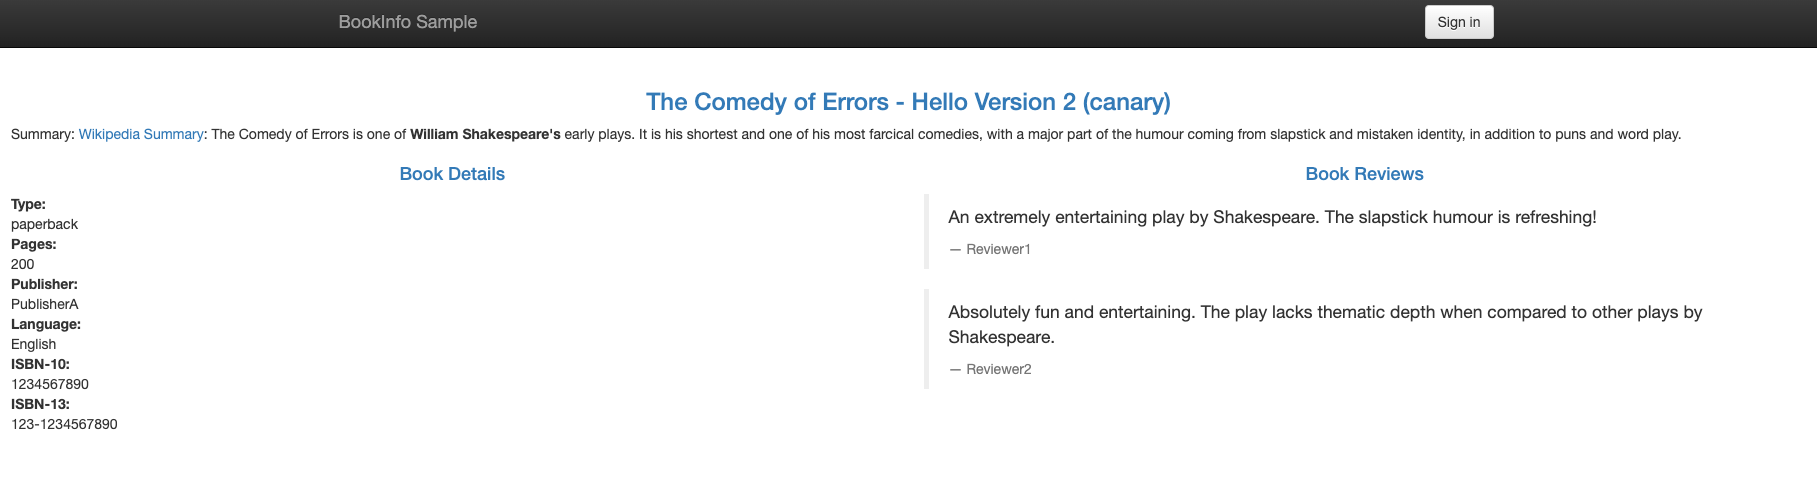 BookInfo Sample
Sign in
The Comedy of Errors - Hello Version 2 (canary)
Summary: Wikipedia Summary: The Comedy of Errors is one of William Shakespeare's early plays. It is his shortest and one of his most farcical comedies, with a major part of the humour coming from slapstick and mistaken identity, in addition to puns and word play.
Book Details
Type:
paperback
Pages:
200
Publisher:
PublisherA
Language:
English
ISBN-10:
1234567890
ISBN-13:
123-1234567890
Book Reviews
An extremely entertaining play by Shakespeare. The slapstick humour is refreshing!
— Reviewer1
Absolutely fun and entertaining. The play lacks thematic depth when compared to other plays by
Shakespeare.
— Reviewer2